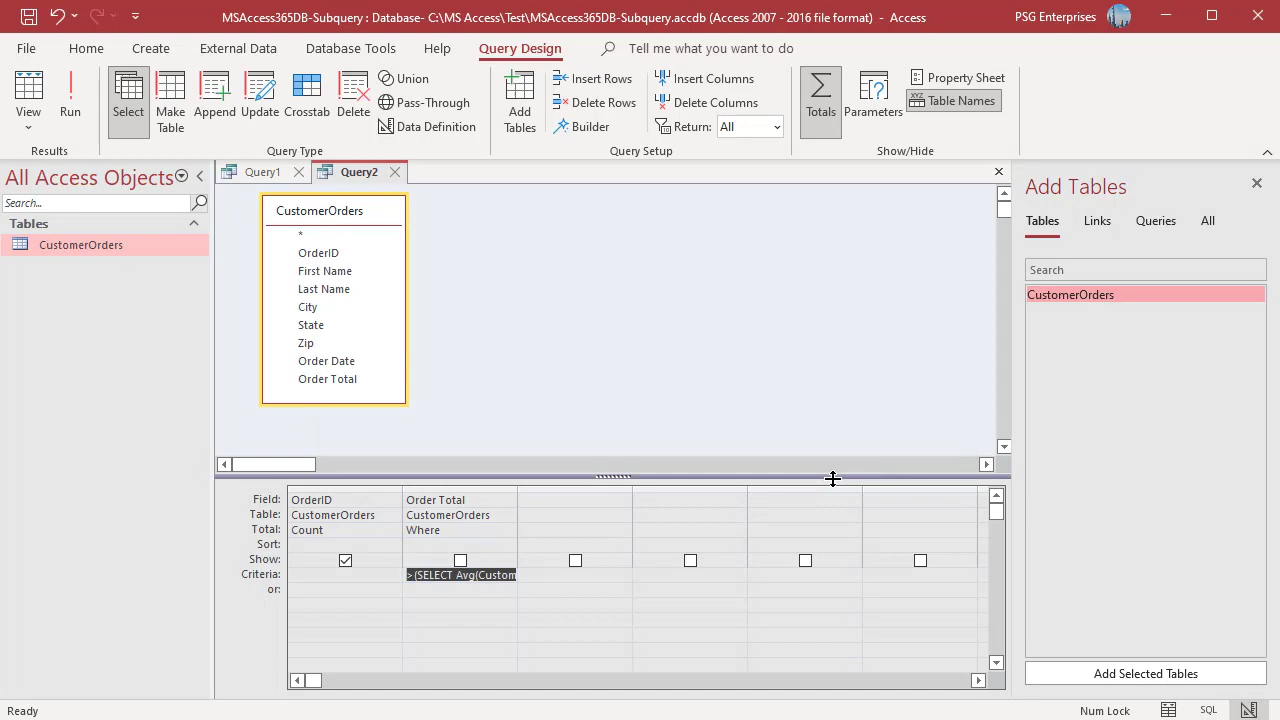 MSAccess365DB-Subquery : Database- C:\MS Access\Test\MSAccess365DB-Subquery.accdb (Access 2007 - 2016 file format) - Access
PSG Enterprises
File Home Create External Data Database Tools Help Query Design Tell me what you want to do
View
Run
Select
Make Table
Append
Update
Crosstab
Delete
Union
Pass-Through
Data Definition
Add Tables
Insert Rows
Delete Rows
Builder
Insert Columns
Delete Columns
Return: All
Totals
Parameters
Property Sheet
XYZ Table Names
Results Query Type Query Setup Show/Hide
All Access Objects
Search...
Tables
CustomerOrders
Query1 Query2
CustomerOrders
*
OrderID
First Name
Last Name
City
State
Zip
Order Date
Order Total
Field: OrderID Order Total
Table: CustomerOrders CustomerOrders
Total: Count Where
Sort:
Show:
Criteria: >(SELECT Avg(Custom
or:
Add Tables
Tables Links Queries All
Search
CustomerOrders
Add Selected Tables
Ready
Num Lock SQL